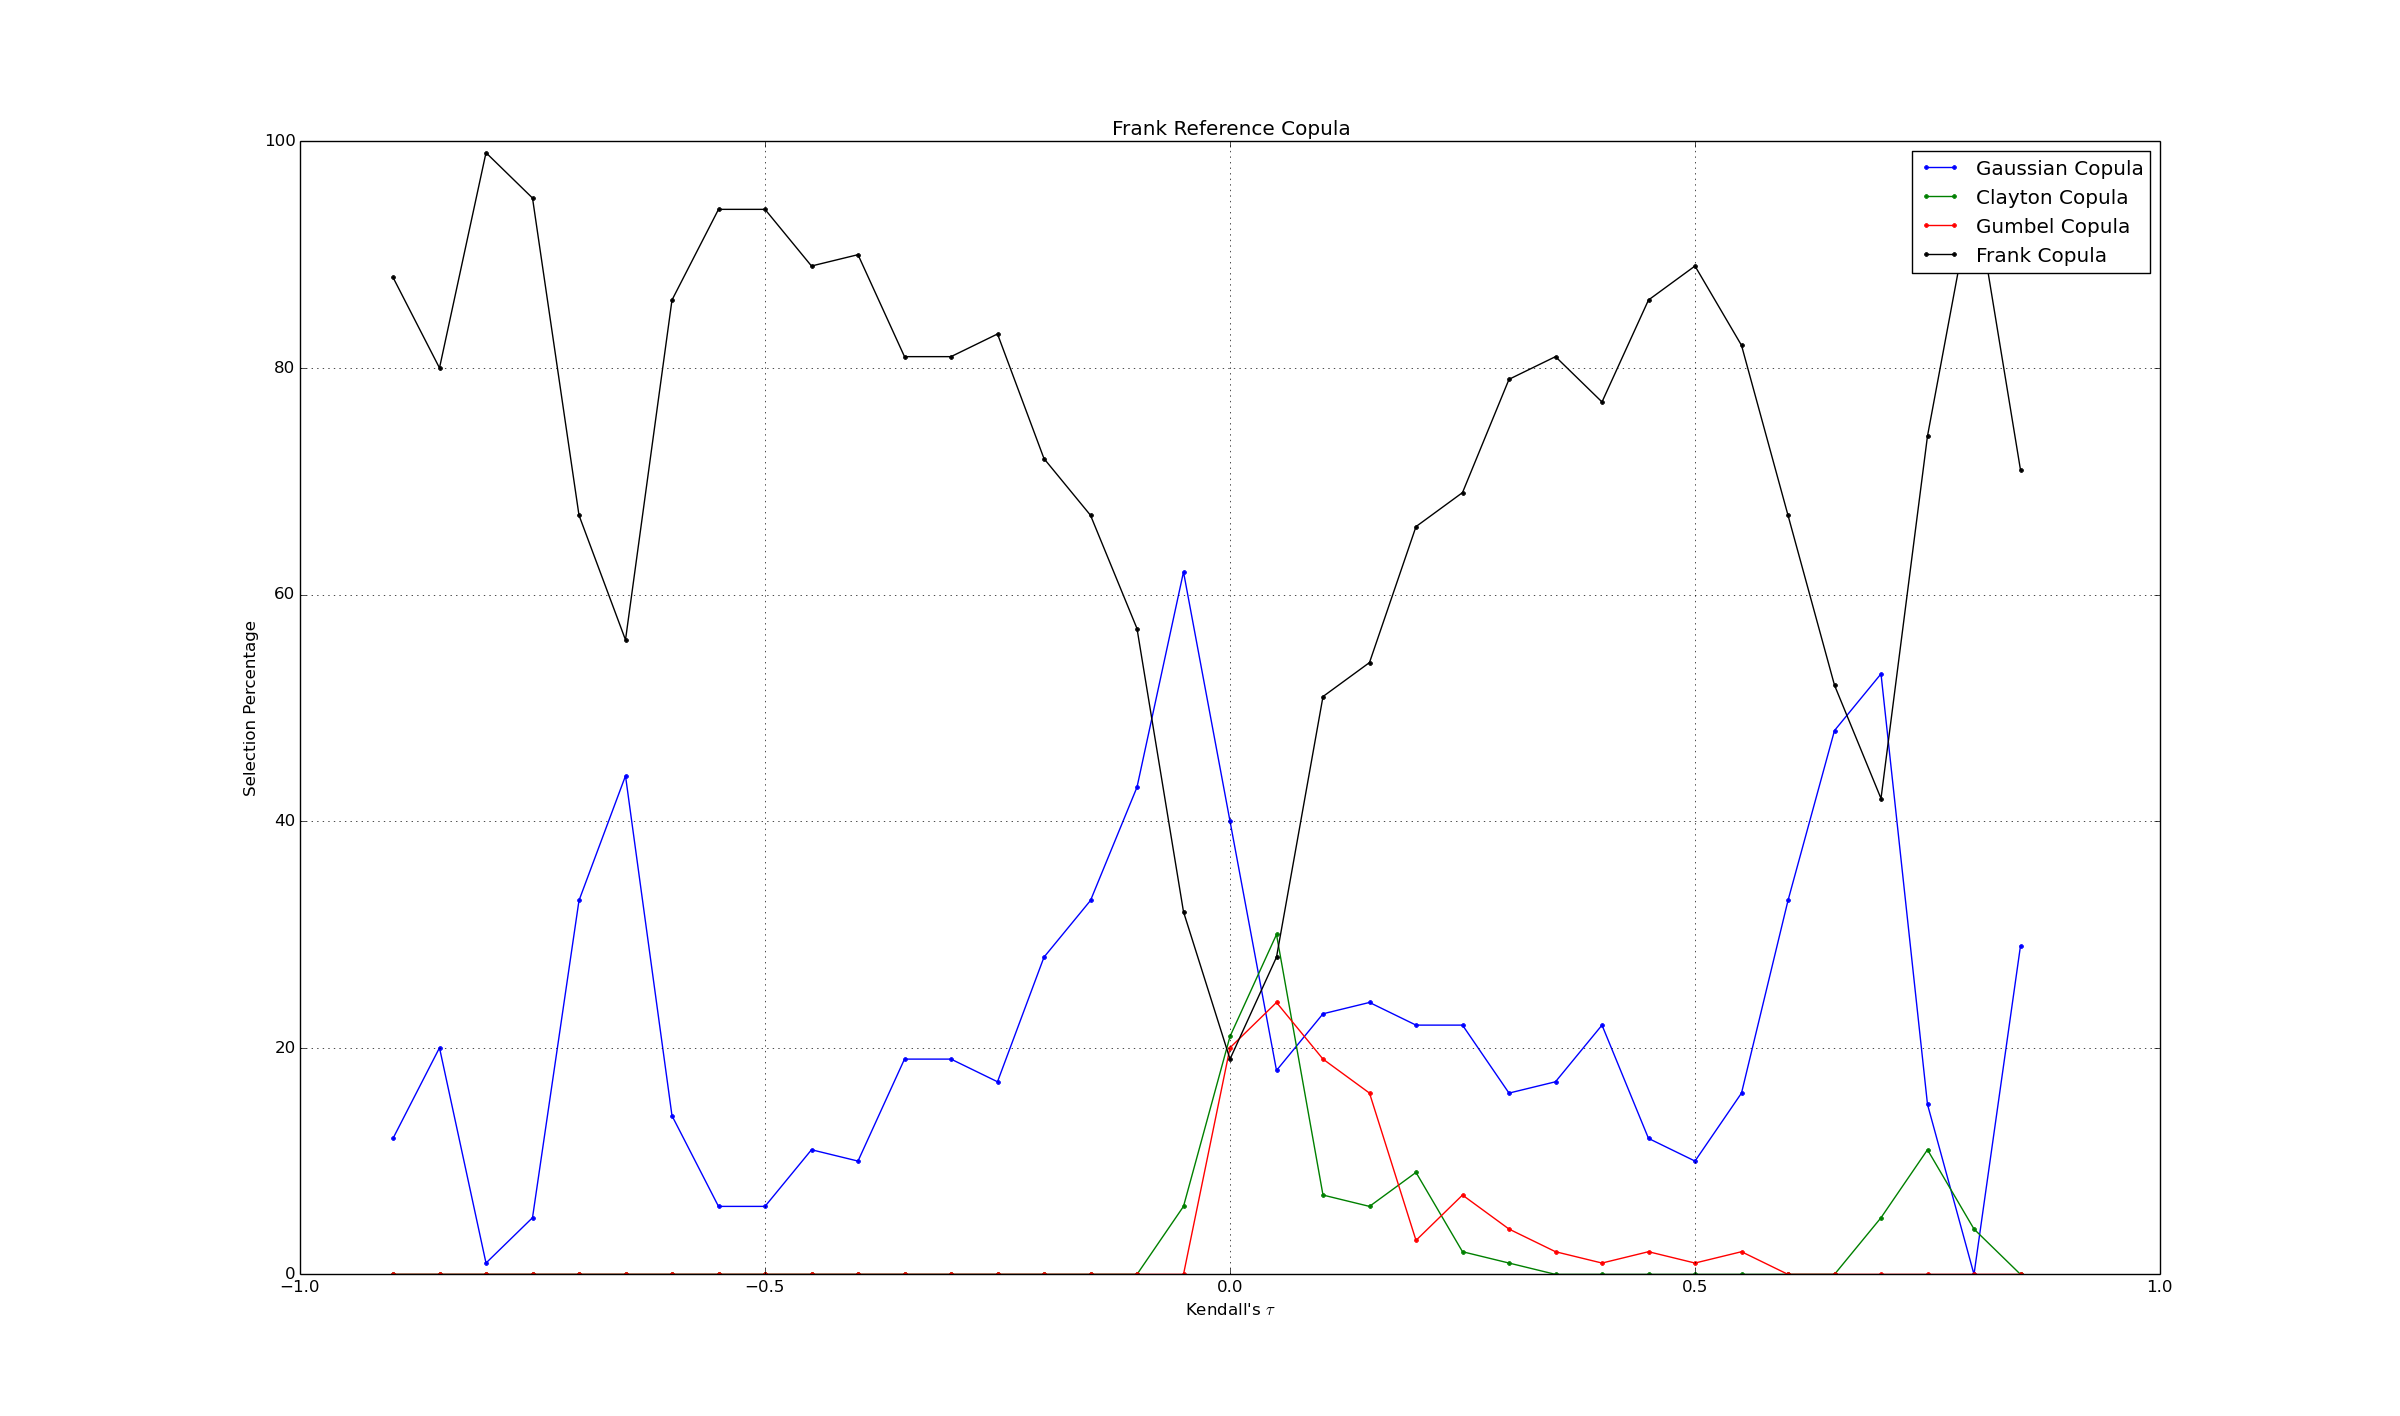 Frank Reference Copula
100
80
60
40
20
0
Selection Percentage
Gaussian Copula
Clayton Copula
Gumbel Copula
Frank Copula
−1.0
−0.5
0.0
0.5
1.0
Kendall's τ